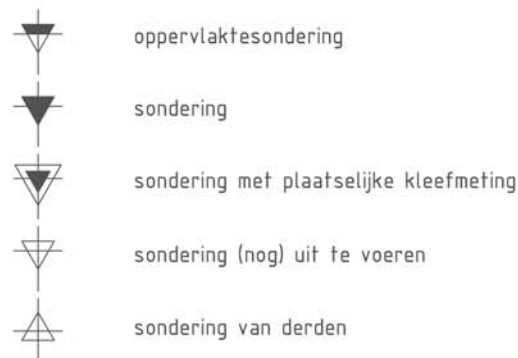 oppervlaktesondering
sondering
sondering met plaatselijke kleefmeting
sondering (nog) uit te voeren
sondering van derden